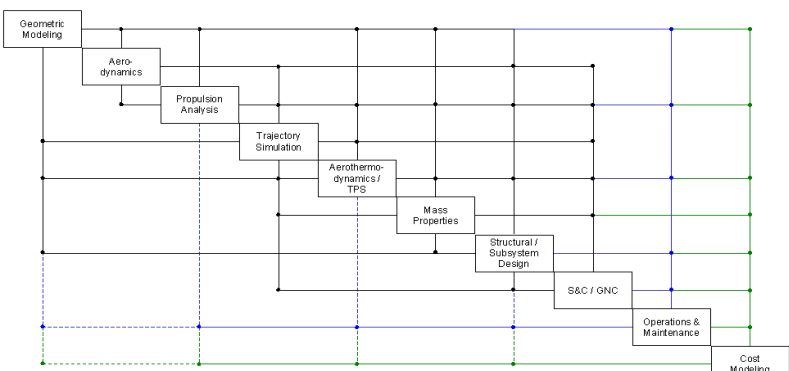 Geometric
Modeling
Aero-
dynamics
Propulsion
Analysis
Trajectory
Simulation
Aerothermo-
dynamics /
TPS
Mass
Properties
Structural /
Subsystem
Design
S&C / GNC
Operations &
Maintenance
Cost
Modeling